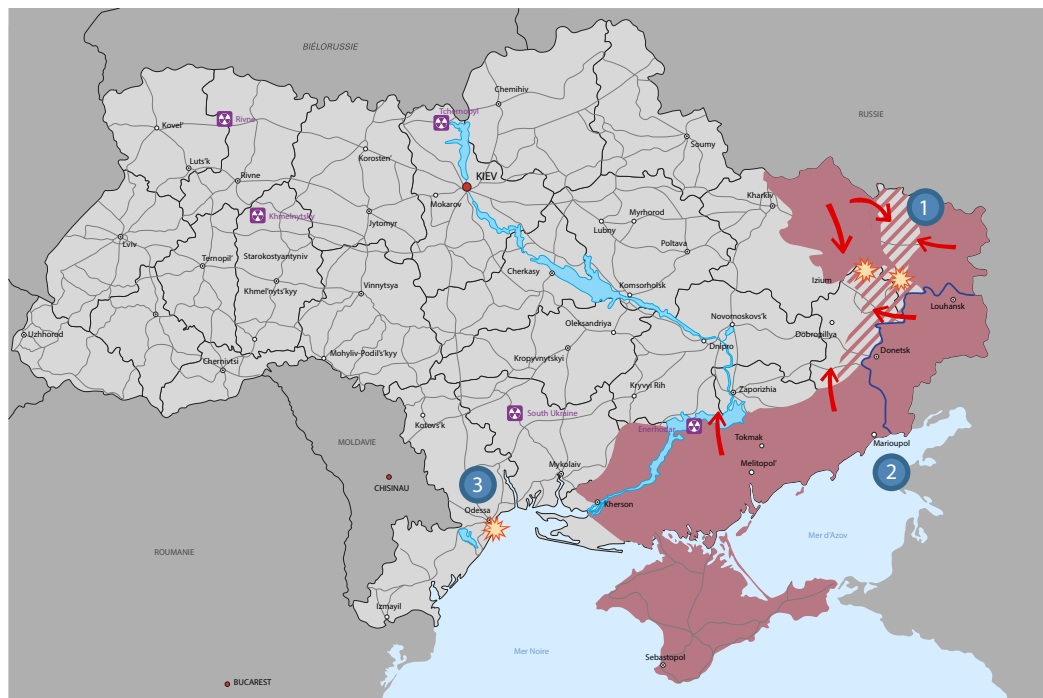 BIÉLORUSSIE
Chernihiv
RUSSIE
Tchernobyl
Rivne
Kovel'
Soumy
Korosten'
Luts'k
KIEV
Rivne
Mokarov
Kharkiv
1
Khmelnytsky
Jytomyr
Myrhorod
Lubny
Lviv
Poltava
Starokostyantyniv
Ternopil'
Cherkasy
Izium
Khmel'nyts'kyy
Vinnytsya
Komsorholsk
Louhansk
Novomoskovs'k
Oleksandriya
Uzhhorod
Dobropillya
Dnipro
Mohyliv-Podil's'kyy
Donetsk
Chernivtsi
Kropyvnytskyi
Kryvyi Rih
Zaporizhia
South Ukraine
Kotovs'k
Enerhodar
MOLDAVIE
Tokmak
Marioupol
Mykolaiv
Melitopol'
2
3
CHISINAU
Kherson
Odessa
Mer d'Azov
ROUMANIE
Izmayil
Mer Noire
Sebastopol
BUCAREST